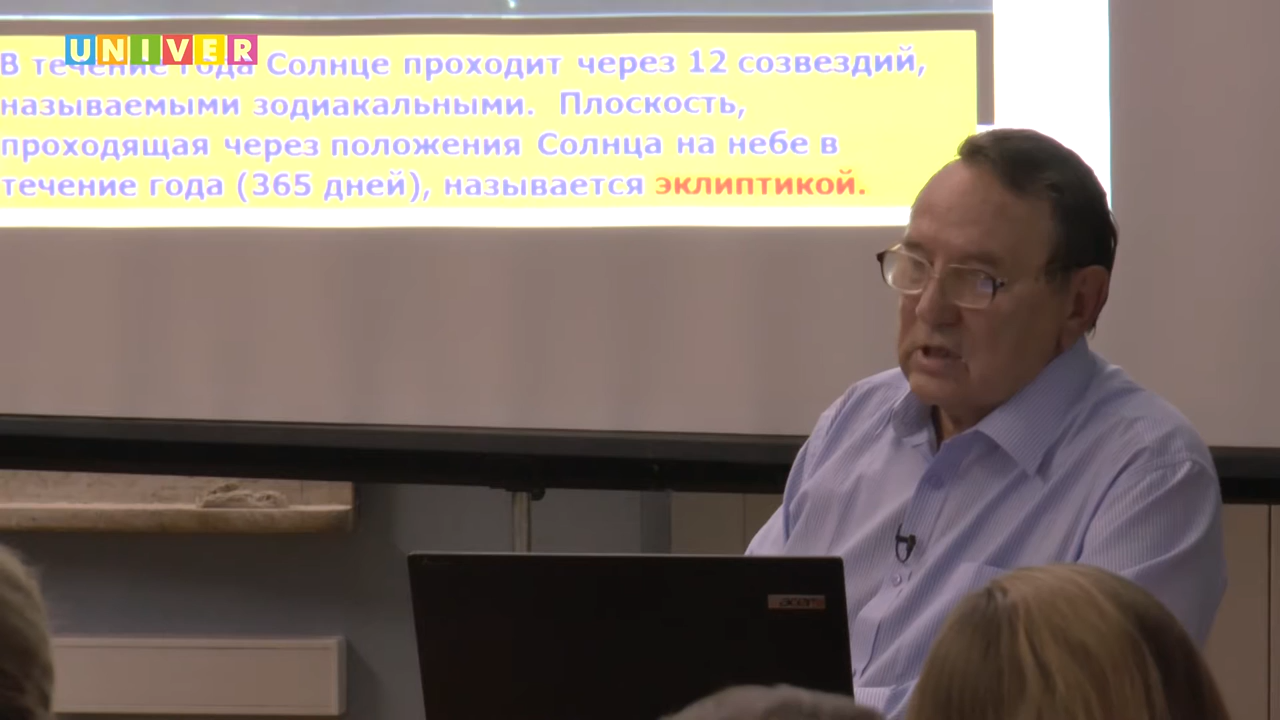 UNIVER
В течение года Солнце проходит через 12 созвездий,
называемыми зодиакальными. Плоскость,
проходящая через положения Солнца на небе в
течение года (365 дней), называется эклиптикой.
acer